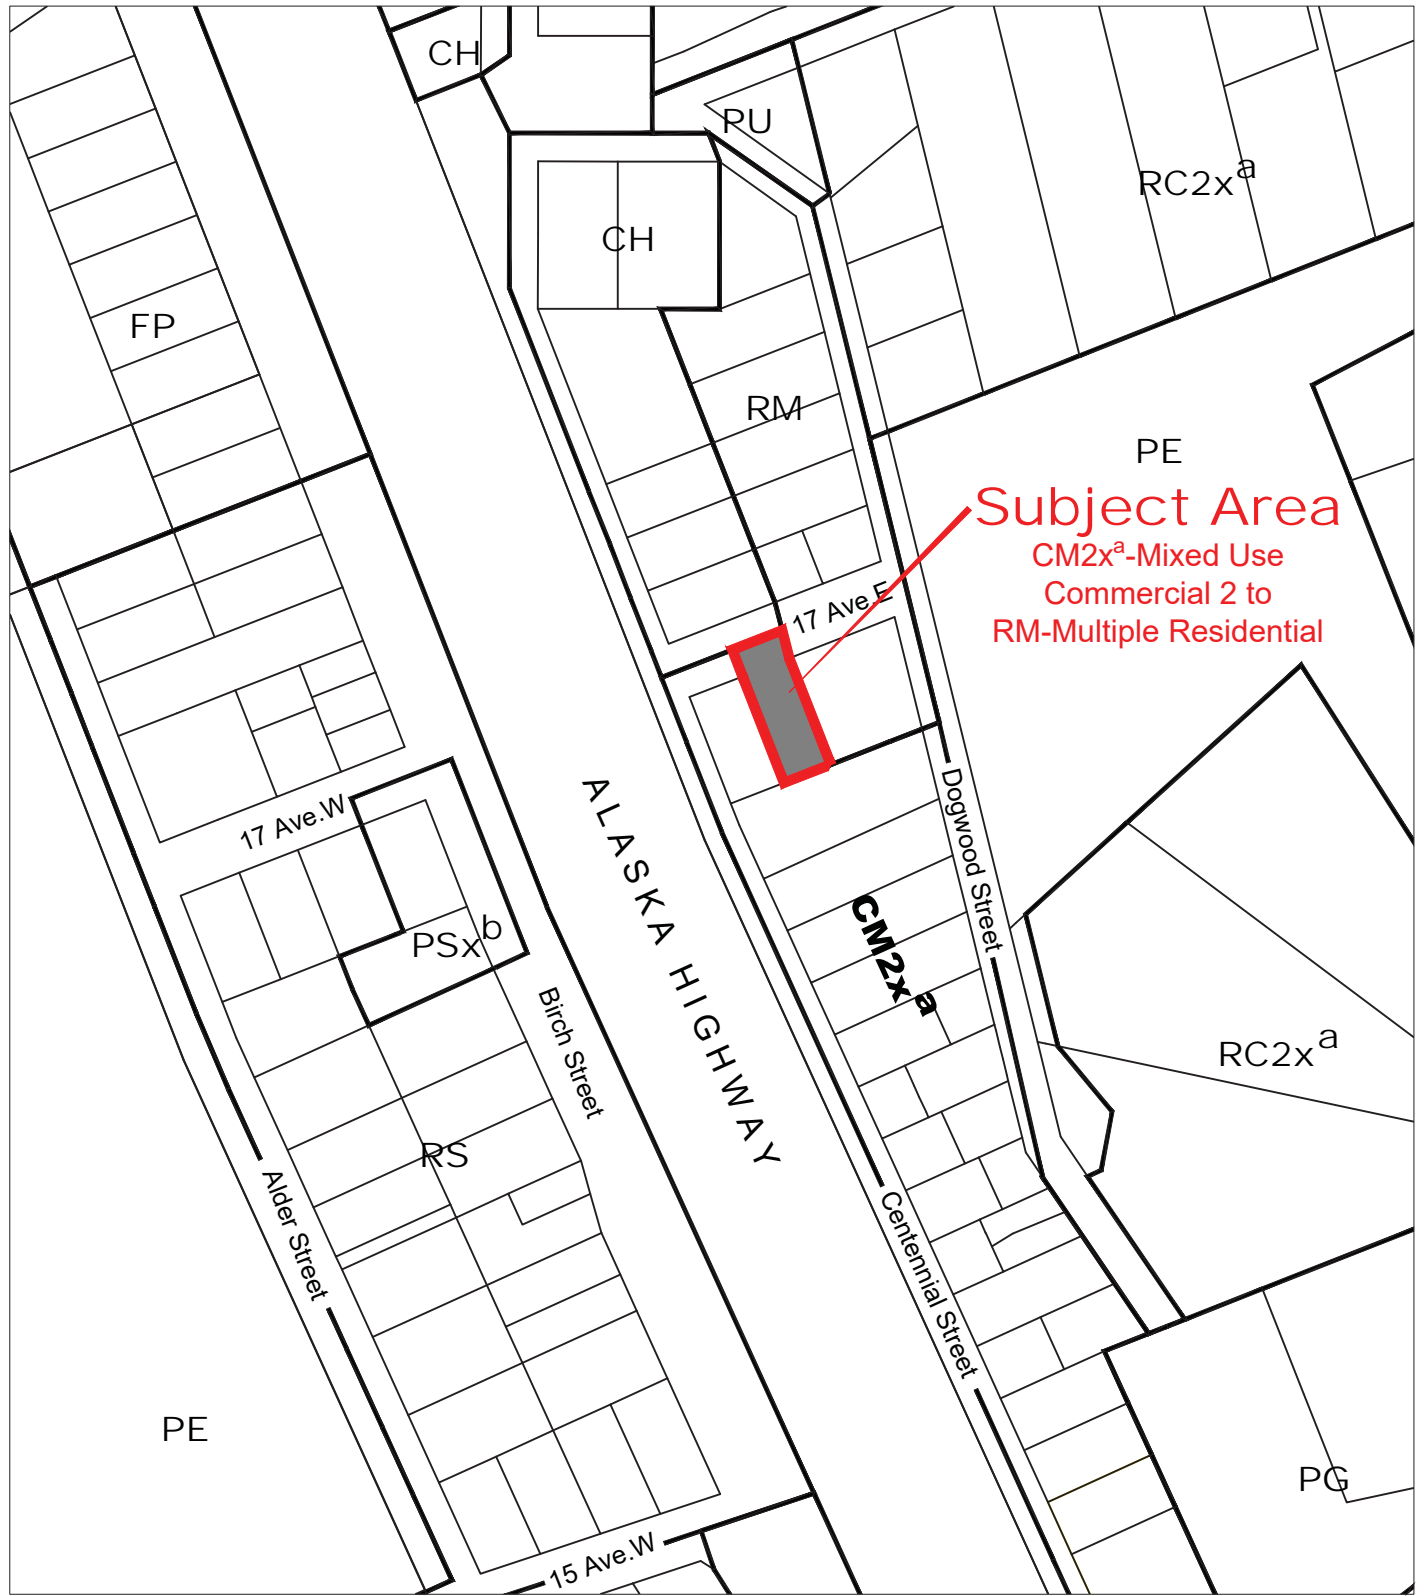 CH
PU
RC2xᵃ
CH
FP
RM
PE
Subject Area
CM2xᵃ-Mixed Use
Commercial 2 to
RM-Multiple Residential
17 Ave.E
17 Ave.W
ALASKA HIGHWAY
Dogwood Street
CM2xᵃ
PSxᵇ
Birch Street
RC2xᵃ
RS
Alder Street
Centennial Street
PE
PG
15 Ave.W